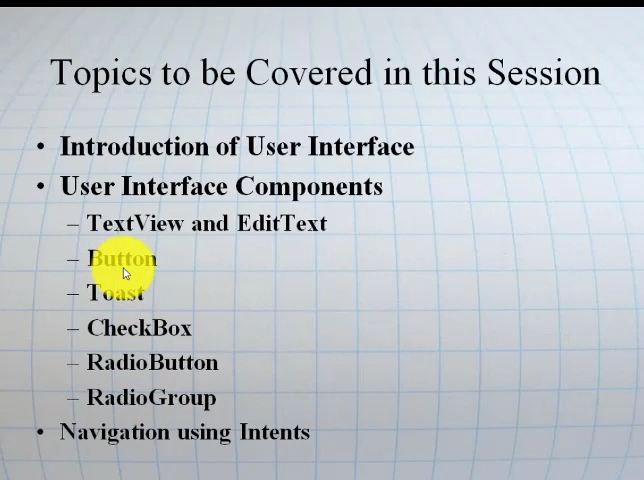 Topics to be Covered in this Session
• Introduction of User Interface
• User Interface Components
– TextView and EditText
– Button
– Toast
– CheckBox
– RadioButton
– RadioGroup
• Navigation using Intents